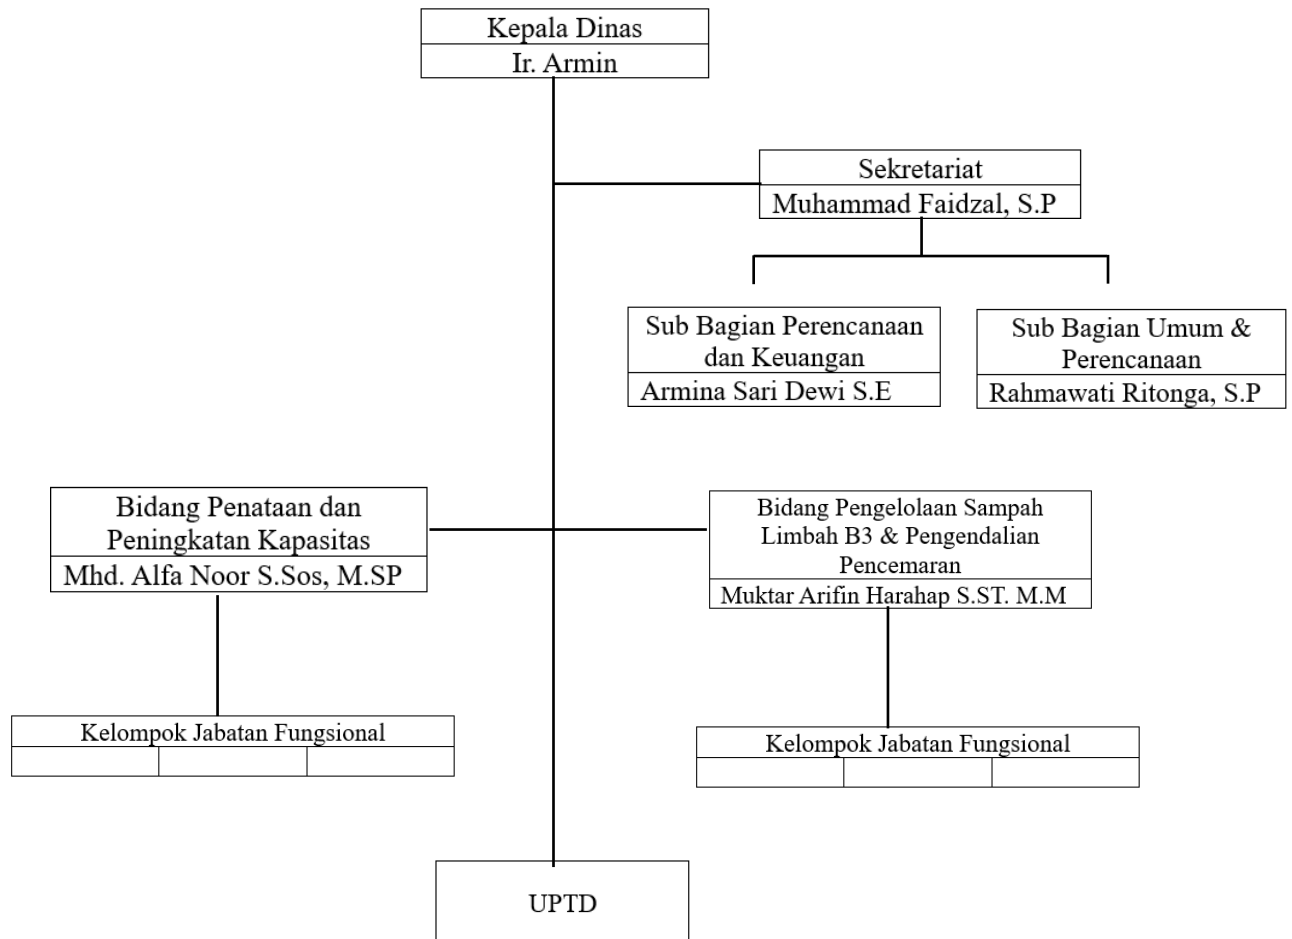 Kepala Dinas
Ir. Armin
Sekretariat
Muhammad Faidzal, S.P
Sub Bagian Perencanaan
dan Keuangan
Armina Sari Dewi S.E
Sub Bagian Umum &
Perencanaan
Rahmawati Ritonga, S.P
Bidang Penataan dan
Peningkatan Kapasitas
Mhd. Alfa Noor S.Sos, M.SP
Bidang Pengelolaan Sampah
Limbah B3 & Pengendalian
Pencemaran
Muktar Arifin Harahap S.ST. M.M
Kelompok Jabatan Fungsional
Kelompok Jabatan Fungsional
UPTD